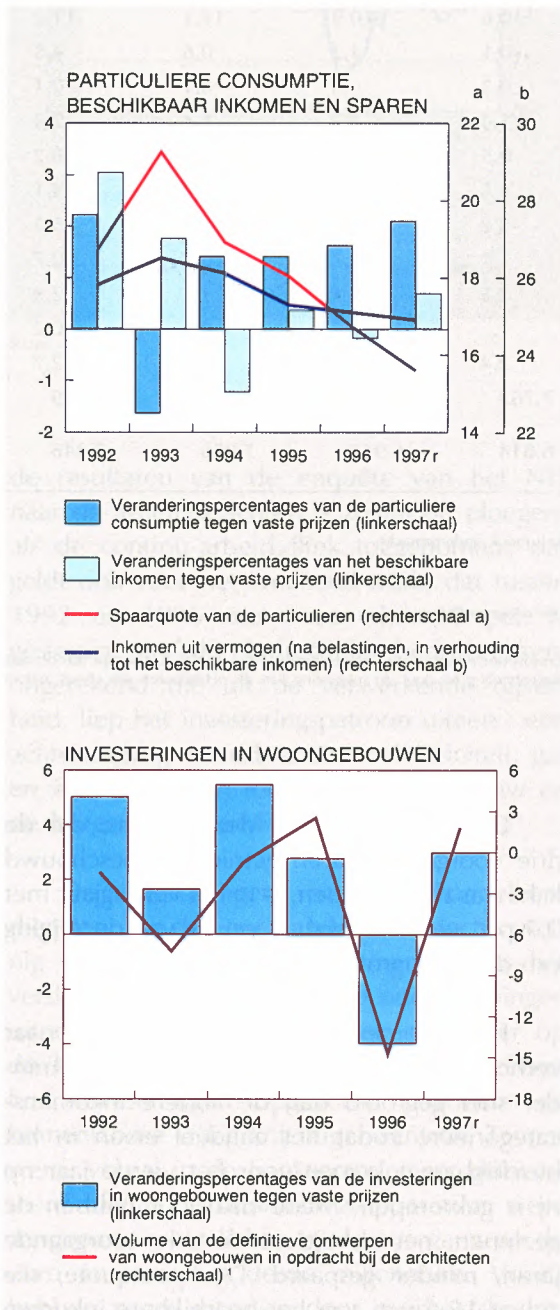 PARTICULIERE CONSUMPTIE,
BESCHIKBAAR INKOMEN EN SPAREN
a b
4 22 30
3
2 20 28
1 18 26
0
-1 16 24
-2 14 22
1992 1993 1994 1995 1996 1997r
Veranderingspercentages van de particuliere
consumptie tegen vaste prijzen (linkerschaal)
Veranderingspercentages van het beschikbare
inkomen tegen vaste prijzen (linkerschaal)
Spaarquote van de particulieren (rechterschaal a)
Inkomen uit vermogen (na belastingen, in verhouding
tot het beschikbare inkomen) (rechterschaal b)
INVESTERINGEN IN WOONGEBOUWEN
6 6
4 3
0
2 -3
0 -6
-9
-2 -12
-4 -15
-6 -18
1992 1993 1994 1995 1996 1997r
Veranderingspercentages van de investeringen
in woongebouwen tegen vaste prijzen
(linkerschaal)
Volume van de definitieve ontwerpen
van woongebouwen in opdracht bij de architecten
(rechterschaal) ¹